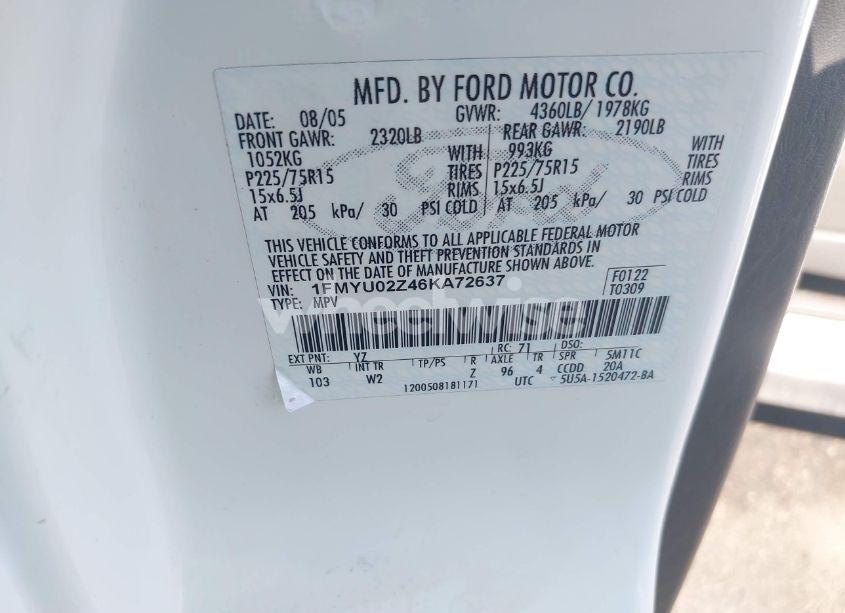 MFD. BY FORD MOTOR CO.
DATE: 08/05 GVWR: 4360LB/ 1978KG
FRONT GAWR: 2320LB REAR GAWR: 2190LB
1052KG WITH 993KG WITH
P225/75R15 TIRES P225/75R15 TIRES
15x6.5J RIMS 15x6.5J RIMS
AT 205 kPa/ 30 PSI COLD AT 205 kPa/ 30 PSI COLD
THIS VEHICLE CONFORMS TO ALL APPLICABLE FEDERAL MOTOR
VEHICLE SAFETY AND THEFT PREVENTION STANDARDS IN
EFFECT ON THE DATE OF MANUFACTURE SHOWN ABOVE.
VIN: 1FMYU02Z46KA72637 F0122
TYPE: MPV T0309
wheelwise
Ford
EXT PNT: YZ RC: 71 DSO:
WB INT TR TP/PS R AXLE TR SPR 5M11C
103 W2 Z 96 4 CCDD 20A
1200508181171 UTC 5U5A-1520472-BA